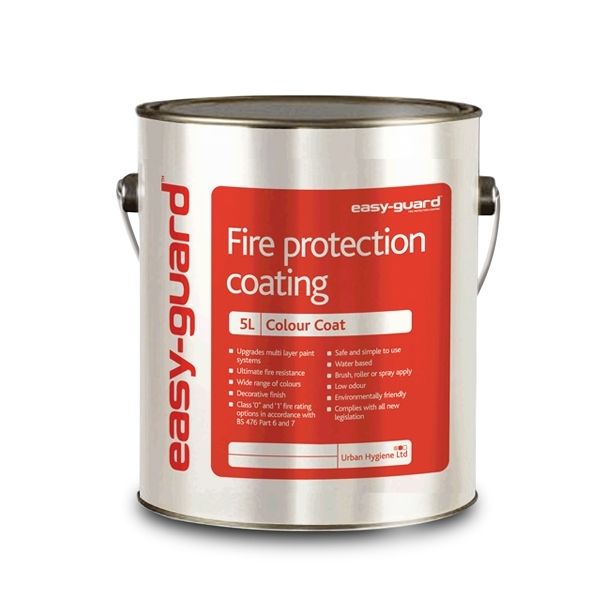 easy-guard™
easy-guard
Fire protection
coating
5L Colour Coat
Upgrades multi layer paint
systems
Ultimate fire resistance
Wide range of colours
Decorative finish
Class '0' and '1' fire rating
options in accordance with
BS 476 Part 6 and 7
Safe and simple to use
Water based
Brush, roller or spray apply
Low odour
Environmentally friendly
Complies with all new
legislation
Urban Hygiene Ltd